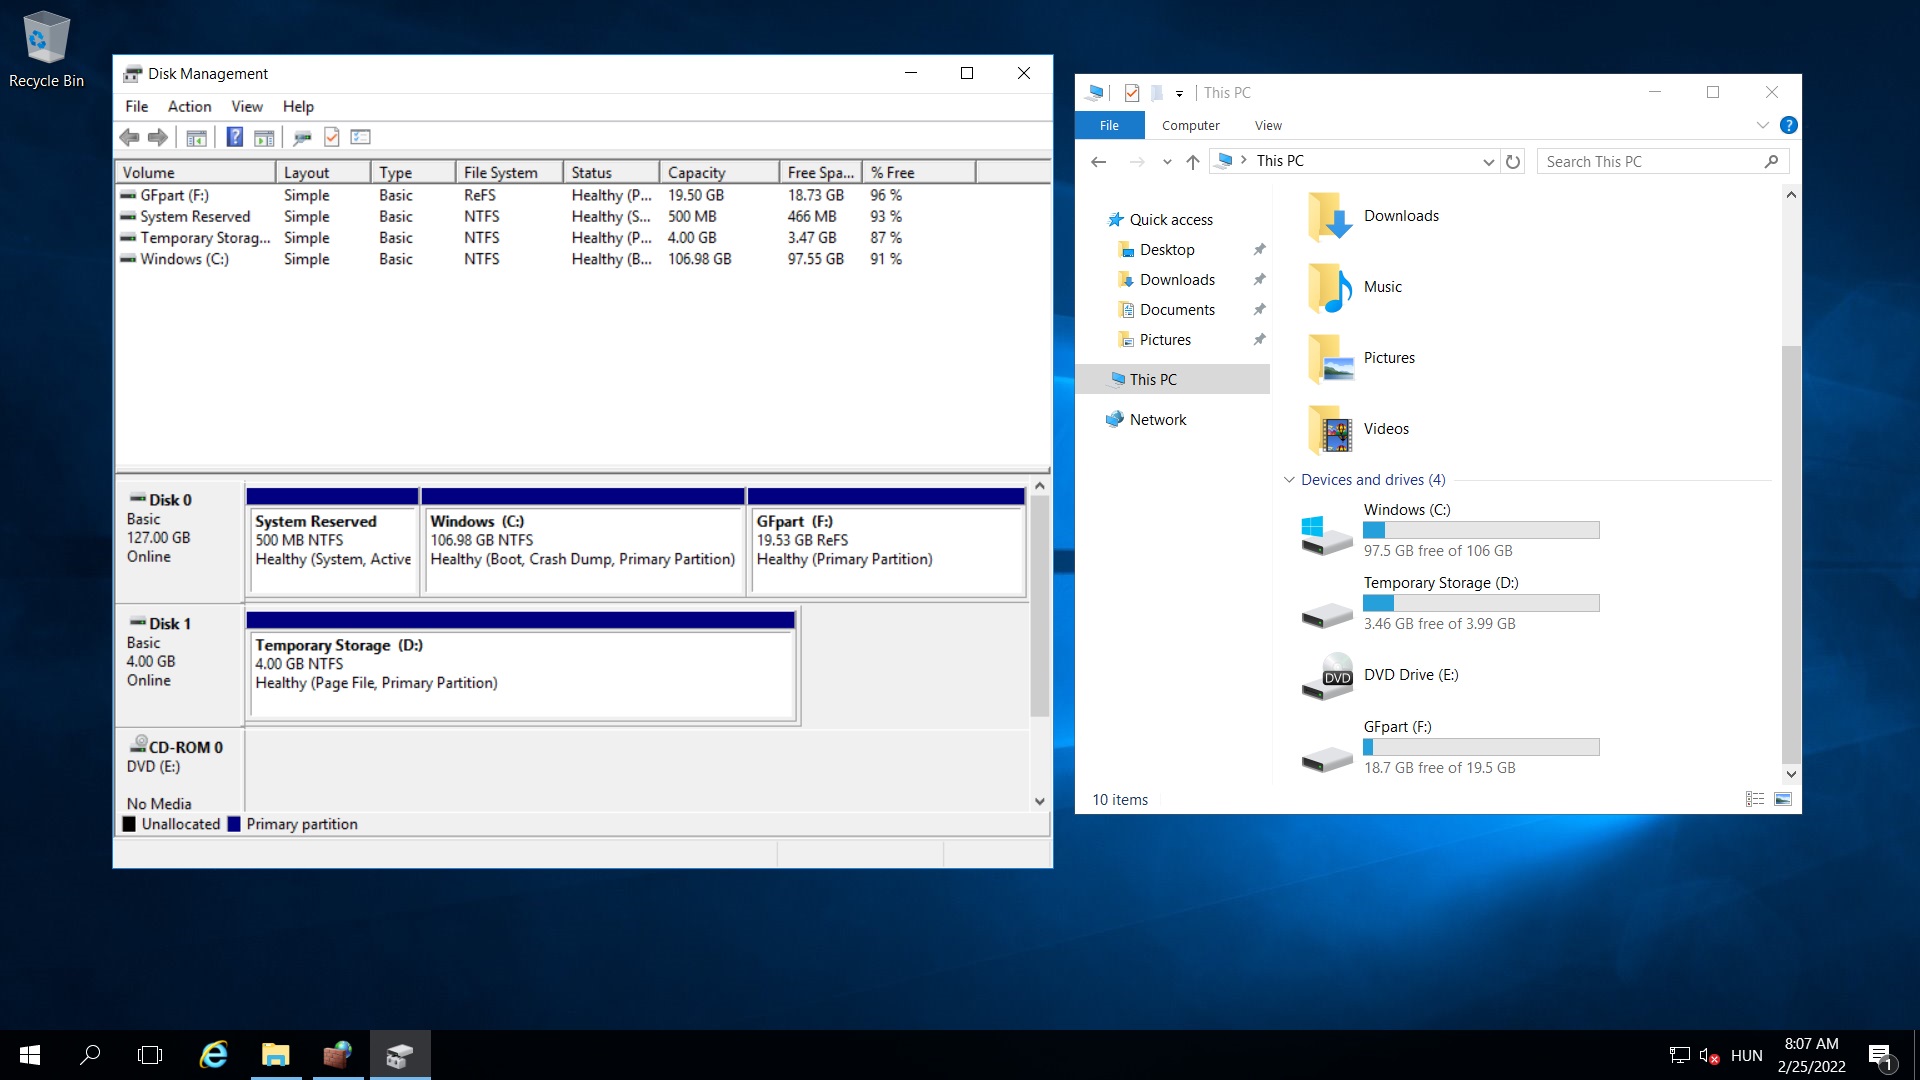 Recycle Bin
Disk Management
File Action View Help
Volume Layout Type File System Status Capacity Free Spa... % Free
GFpart (F:) Simple Basic ReFS Healthy (P... 19.50 GB 18.73 GB 96 %
System Reserved Simple Basic NTFS Healthy (S... 500 MB 466 MB 93 %
Temporary Storag... Simple Basic NTFS Healthy (P... 4.00 GB 3.47 GB 87 %
Windows (C:) Simple Basic NTFS Healthy (B... 106.98 GB 97.55 GB 91 %
Disk 0
Basic
127.00 GB
Online
System Reserved
500 MB NTFS
Healthy (System, Active
Windows (C:)
106.98 GB NTFS
Healthy (Boot, Crash Dump, Primary Partition)
GFpart (F:)
19.53 GB ReFS
Healthy (Primary Partition)
Disk 1
Basic
4.00 GB
Online
Temporary Storage (D:)
4.00 GB NTFS
Healthy (Page File, Primary Partition)
CD-ROM 0
DVD (E:)
No Media
Unallocated Primary partition
This PC
File Computer View
This PC
Search This PC
Quick access
Desktop
Downloads
Documents
Pictures
This PC
Network
Downloads
Music
Pictures
Videos
Devices and drives (4)
Windows (C:)
97.5 GB free of 106 GB
Temporary Storage (D:)
3.46 GB free of 3.99 GB
DVD
DVD Drive (E:)
GFpart (F:)
18.7 GB free of 19.5 GB
10 items
HUN
8:07 AM
2/25/2022
1